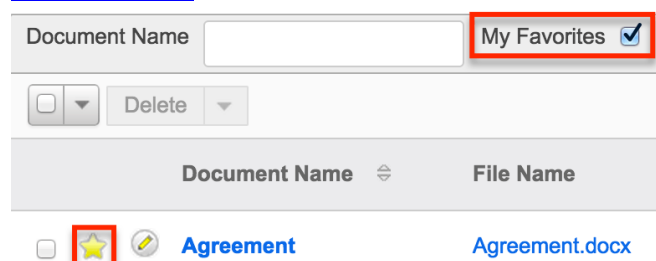 Document Name My Favorites
Delete
Document Name File Name
Agreement Agreement.docx